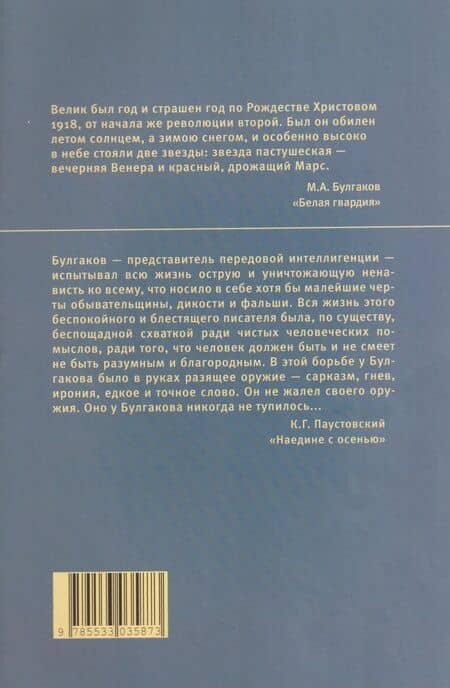 Велик был год и страшен год по Рождестве Христовом
1918, от начала же революции второй. Был он обилен
летом солнцем, а зимою снегом, и особенно высоко
в небе стояли две звезды: звезда пастушеская —
вечерняя Венера и красный, дрожащий Марс.
М.А. Булгаков
«Белая гвардия»
Булгаков — представитель передовой интеллигенции —
испытывал всю жизнь острую и уничтожающую нена-
висть ко всему, что носило в себе хотя бы малейшие чер-
ты обывательщины, дикости и фальши. Вся жизнь этого
беспокойного и блестящего писателя была, по существу,
беспощадной схваткой ради чистых человеческих по-
мыслов, ради того, что человек должен быть и не смеет
не быть разумным и благородным. В этой борьбе у Бул-
гакова было в руках разящее оружие — сарказм, гнев,
ирония, едкое и точное слово. Он не жалел своего ору-
жия. Оно у Булгакова никогда не тупилось...
К.Г. Паустовский
«Наедине с осенью»
9 785533 035873